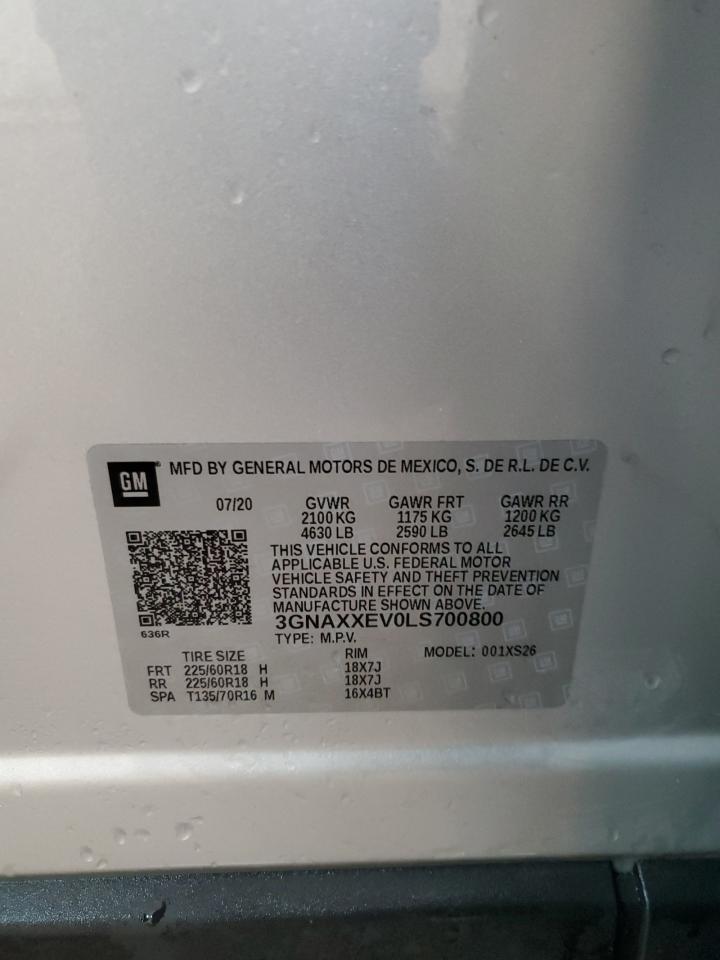 GM
MFD BY GENERAL MOTORS DE MEXICO, S. DE R.L. DE C.V.
07/20 GVWR GAWR FRT GAWR RR
2100 KG 1175 KG 1200 KG
4630 LB 2590 LB 2645 LB
THIS VEHICLE CONFORMS TO ALL
APPLICABLE U.S. FEDERAL MOTOR
VEHICLE SAFETY AND THEFT PREVENTION
STANDARDS IN EFFECT ON THE DATE OF
MANUFACTURE SHOWN ABOVE.
3GNAXXEV0LS700800
636R
TYPE: M.P.V.
TIRE SIZE RIM MODEL: 001XS26
FRT 225/60R18 H 18X7J
RR 225/60R18 H 18X7J
SPA T135/70R16 M 16X4BT